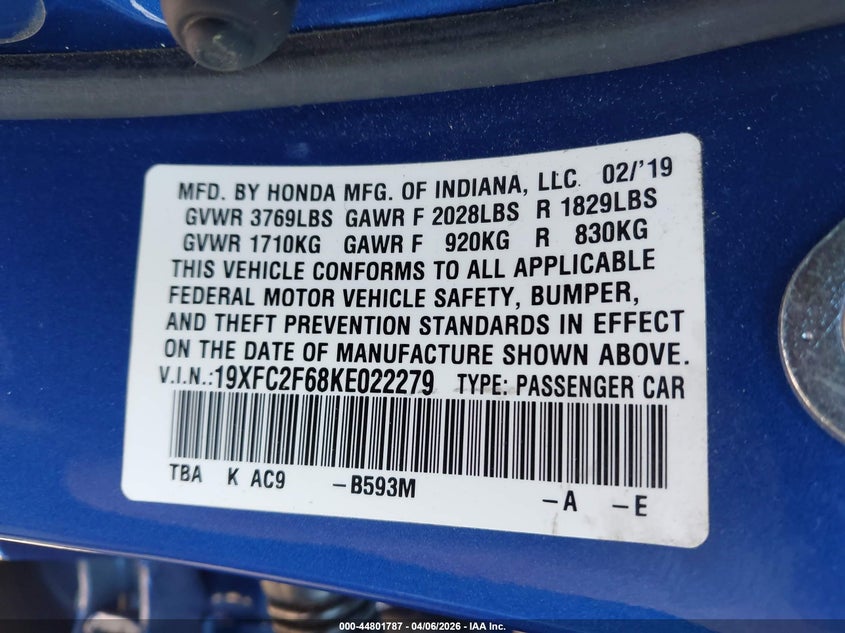 MFD. BY HONDA MFG. OF INDIANA, LLC. 02/'19
GVWR 3769LBS GAWR F 2028LBS R 1829LBS
GVWR 1710KG GAWR F 920KG R 830KG
THIS VEHICLE CONFORMS TO ALL APPLICABLE
FEDERAL MOTOR VEHICLE SAFETY, BUMPER,
AND THEFT PREVENTION STANDARDS IN EFFECT
ON THE DATE OF MANUFACTURE SHOWN ABOVE.
V.I.N.:19XFC2F68KE022279 TYPE: PASSENGER CAR
TBA K AC9 -B593M -A -E
000-44801787 - 04/06/2026 - IAA Inc.